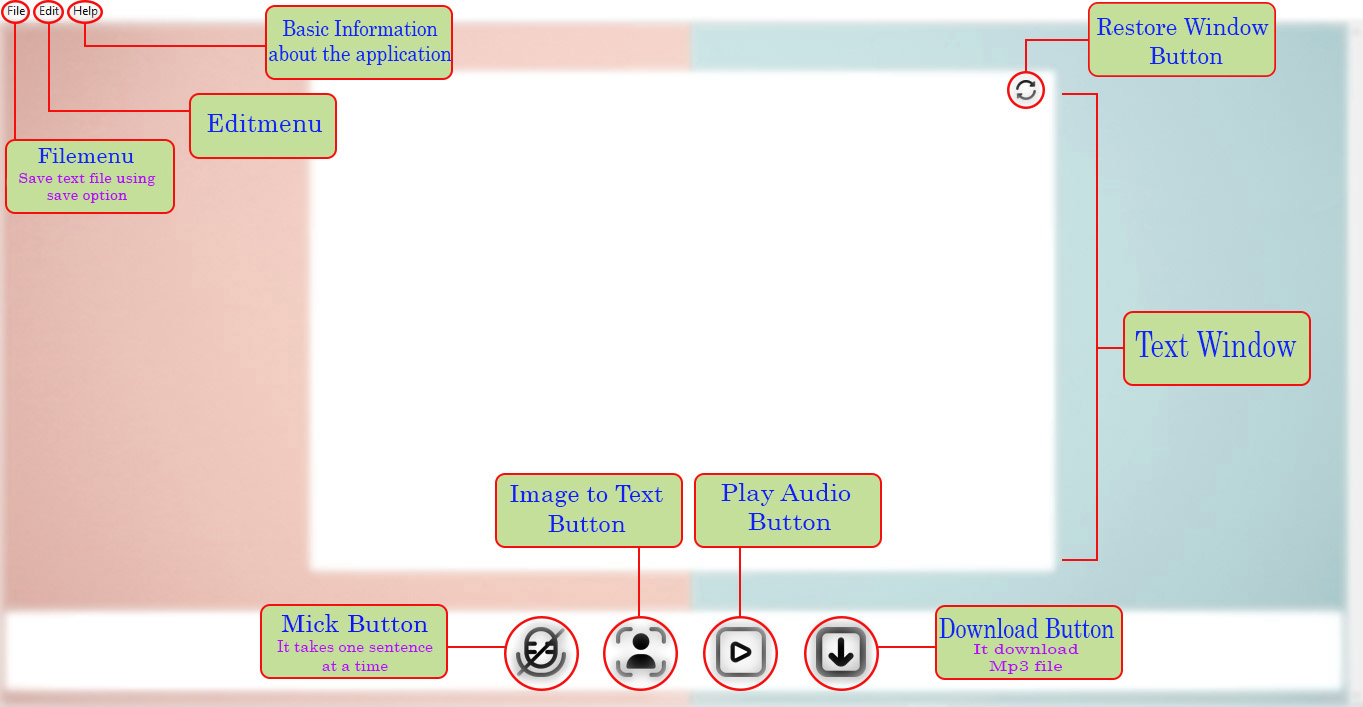 File Edit Help
Basic Information
about the application
Restore Window
Button
Editmenu
Filemenu
Save text file using
save option
Text Window
Image to Text
Button
Play Audio
Button
Mick Button
It takes one sentence
at a time
Download Button
It download
Mp3 file